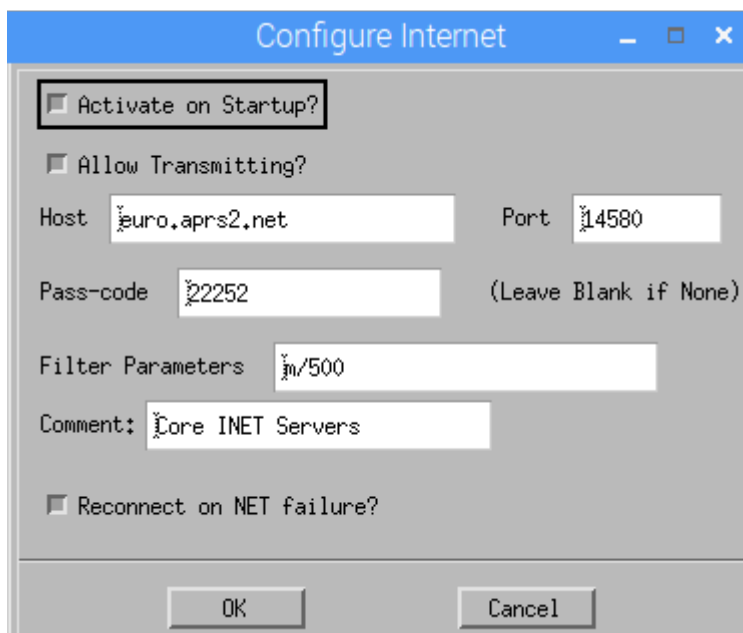 Configure Internet
Activate on Startup?
Allow Transmitting?
Host euro.aprs2.net Port 14580
Pass-code 22252 (Leave Blank if None)
Filter Parameters m/500
Comment: Core INET Servers
Reconnect on NET failure?
OK Cancel